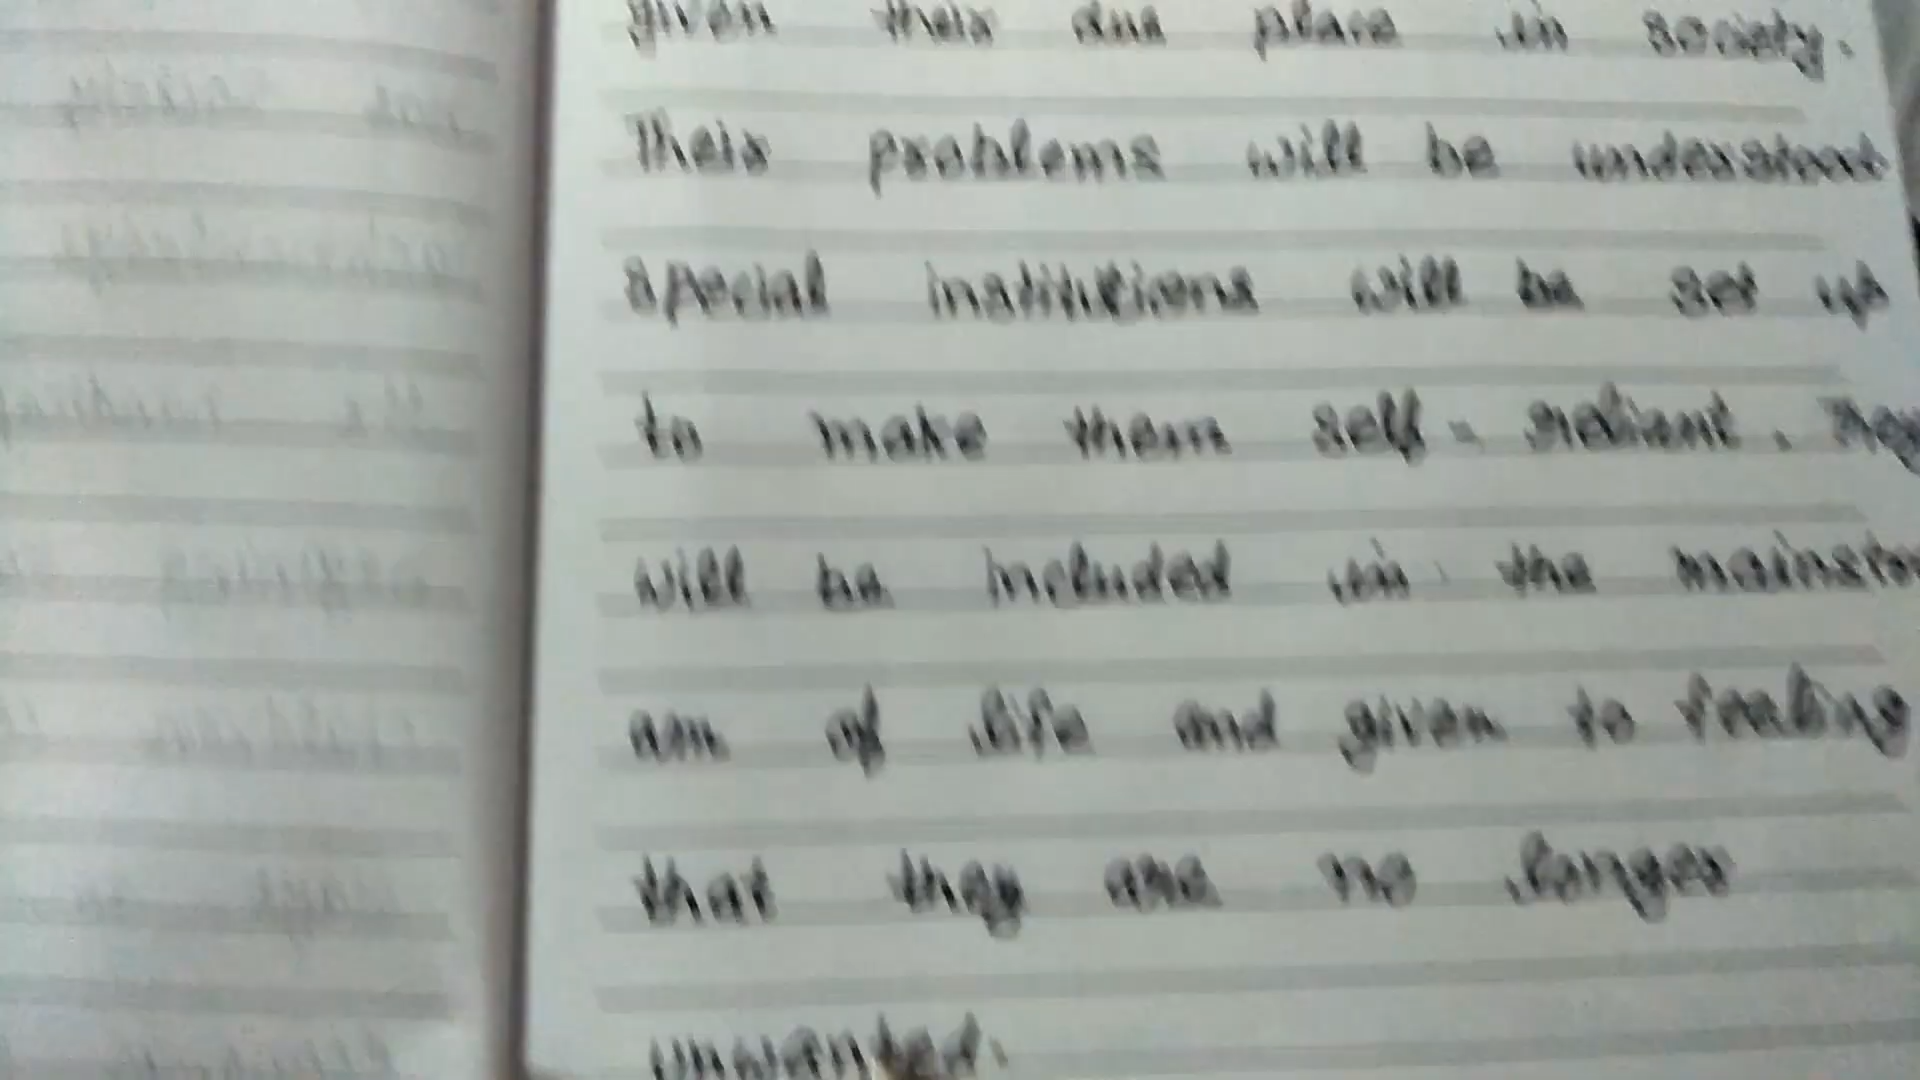 given their due place in society.
Their problems will be understood
special institutions will be set up
to make them self - reliant. They
will be included in the mainstre
am of life and given to feeling
that they are no longer
unwanted.